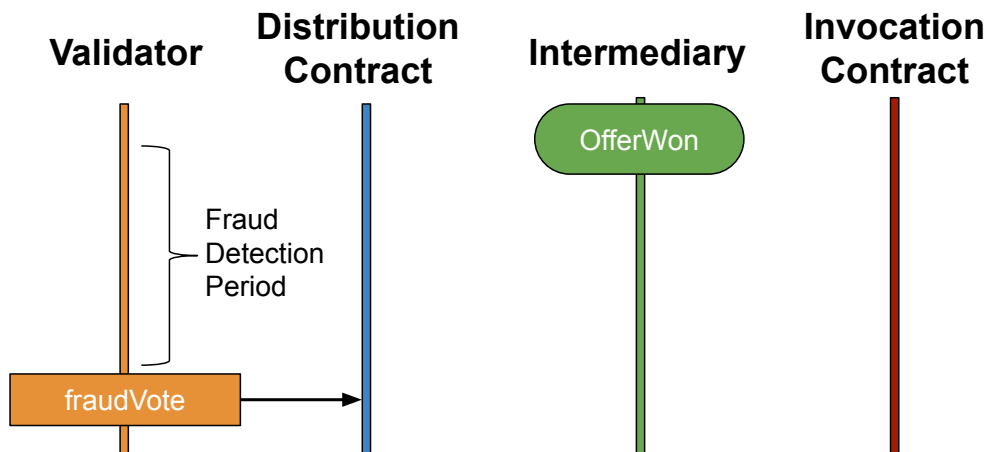 Validator
Distribution
Contract
Intermediary
Invocation
Contract
OfferWon
Fraud
Detection
Period
fraudVote